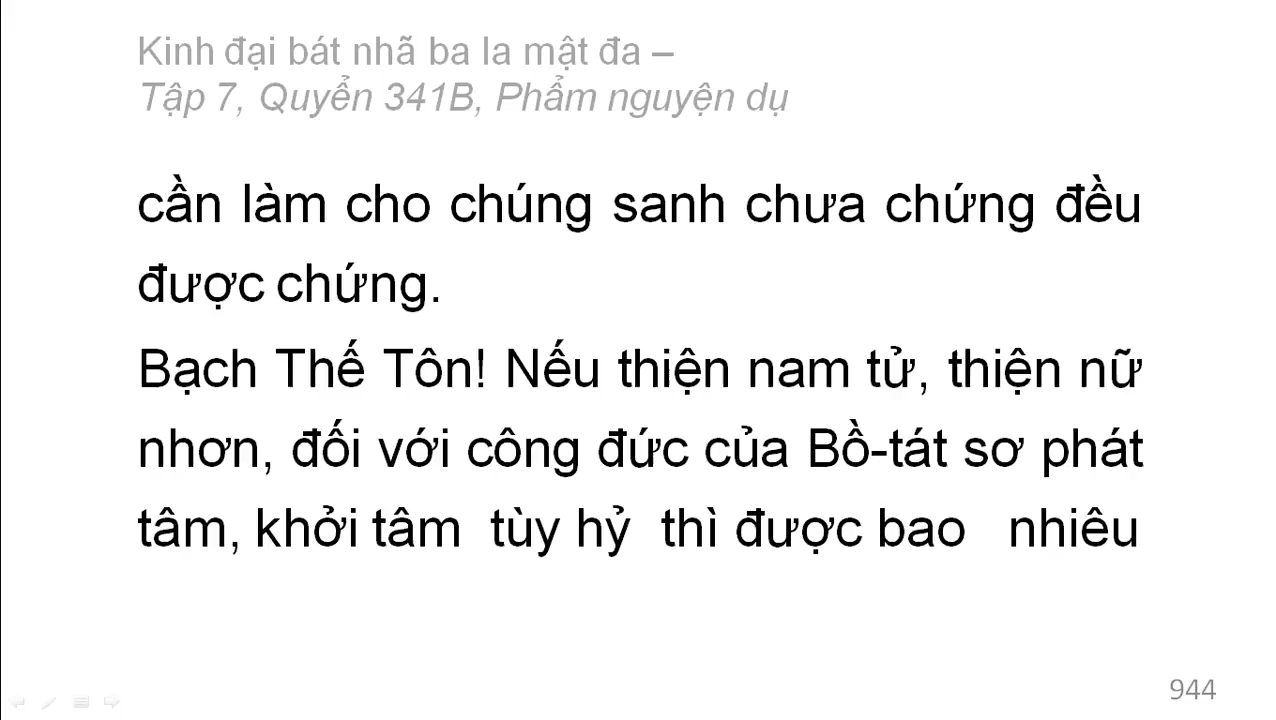 Kinh đại bát nhã ba la mật đa –
Tập 7, Quyển 341B, Phẩm nguyện dụ
cần làm cho chúng sanh chưa chứng đều
được chứng.
Bạch Thế Tôn! Nếu thiện nam tử, thiện nữ
nhơn, đối với công đức của Bồ-tát sơ phát
tâm, khởi tâm tùy hỷ thì được bao nhiêu
944